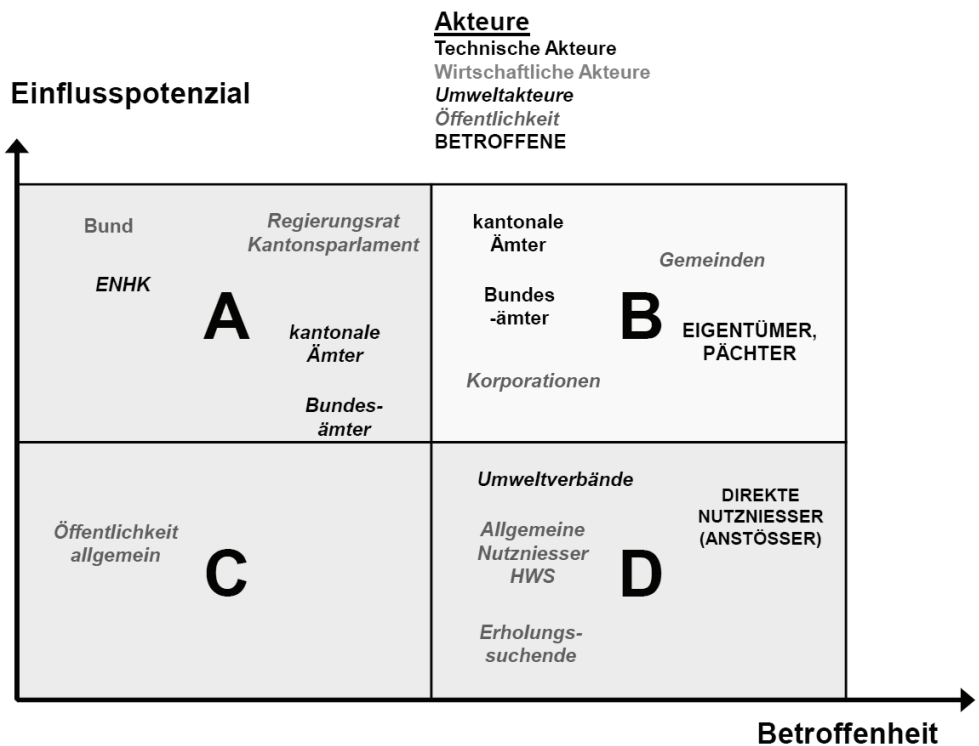 Akteure
Technische Akteure
Wirtschaftliche Akteure
Umweltakteure
Öffentlichkeit
BETROFFENE
Einflusspotenzial
Bund
Regierungsrat
Kantonsparlament
ENHK
A
kantonale
Ämter
Bundes-
ämter
kantonale
Ämter
Gemeinden
Bundes
-ämter
B
EIGENTÜMER,
PÄCHTER
Korporationen
Öffentlichkeit
allgemein
C
Umweltverbände
DIREKTE
NUTZNIESSER
(ANSTÖSSER)
Allgemeine
Nutzniesser
HWS
D
Erholungs-
suchende
Betroffenheit